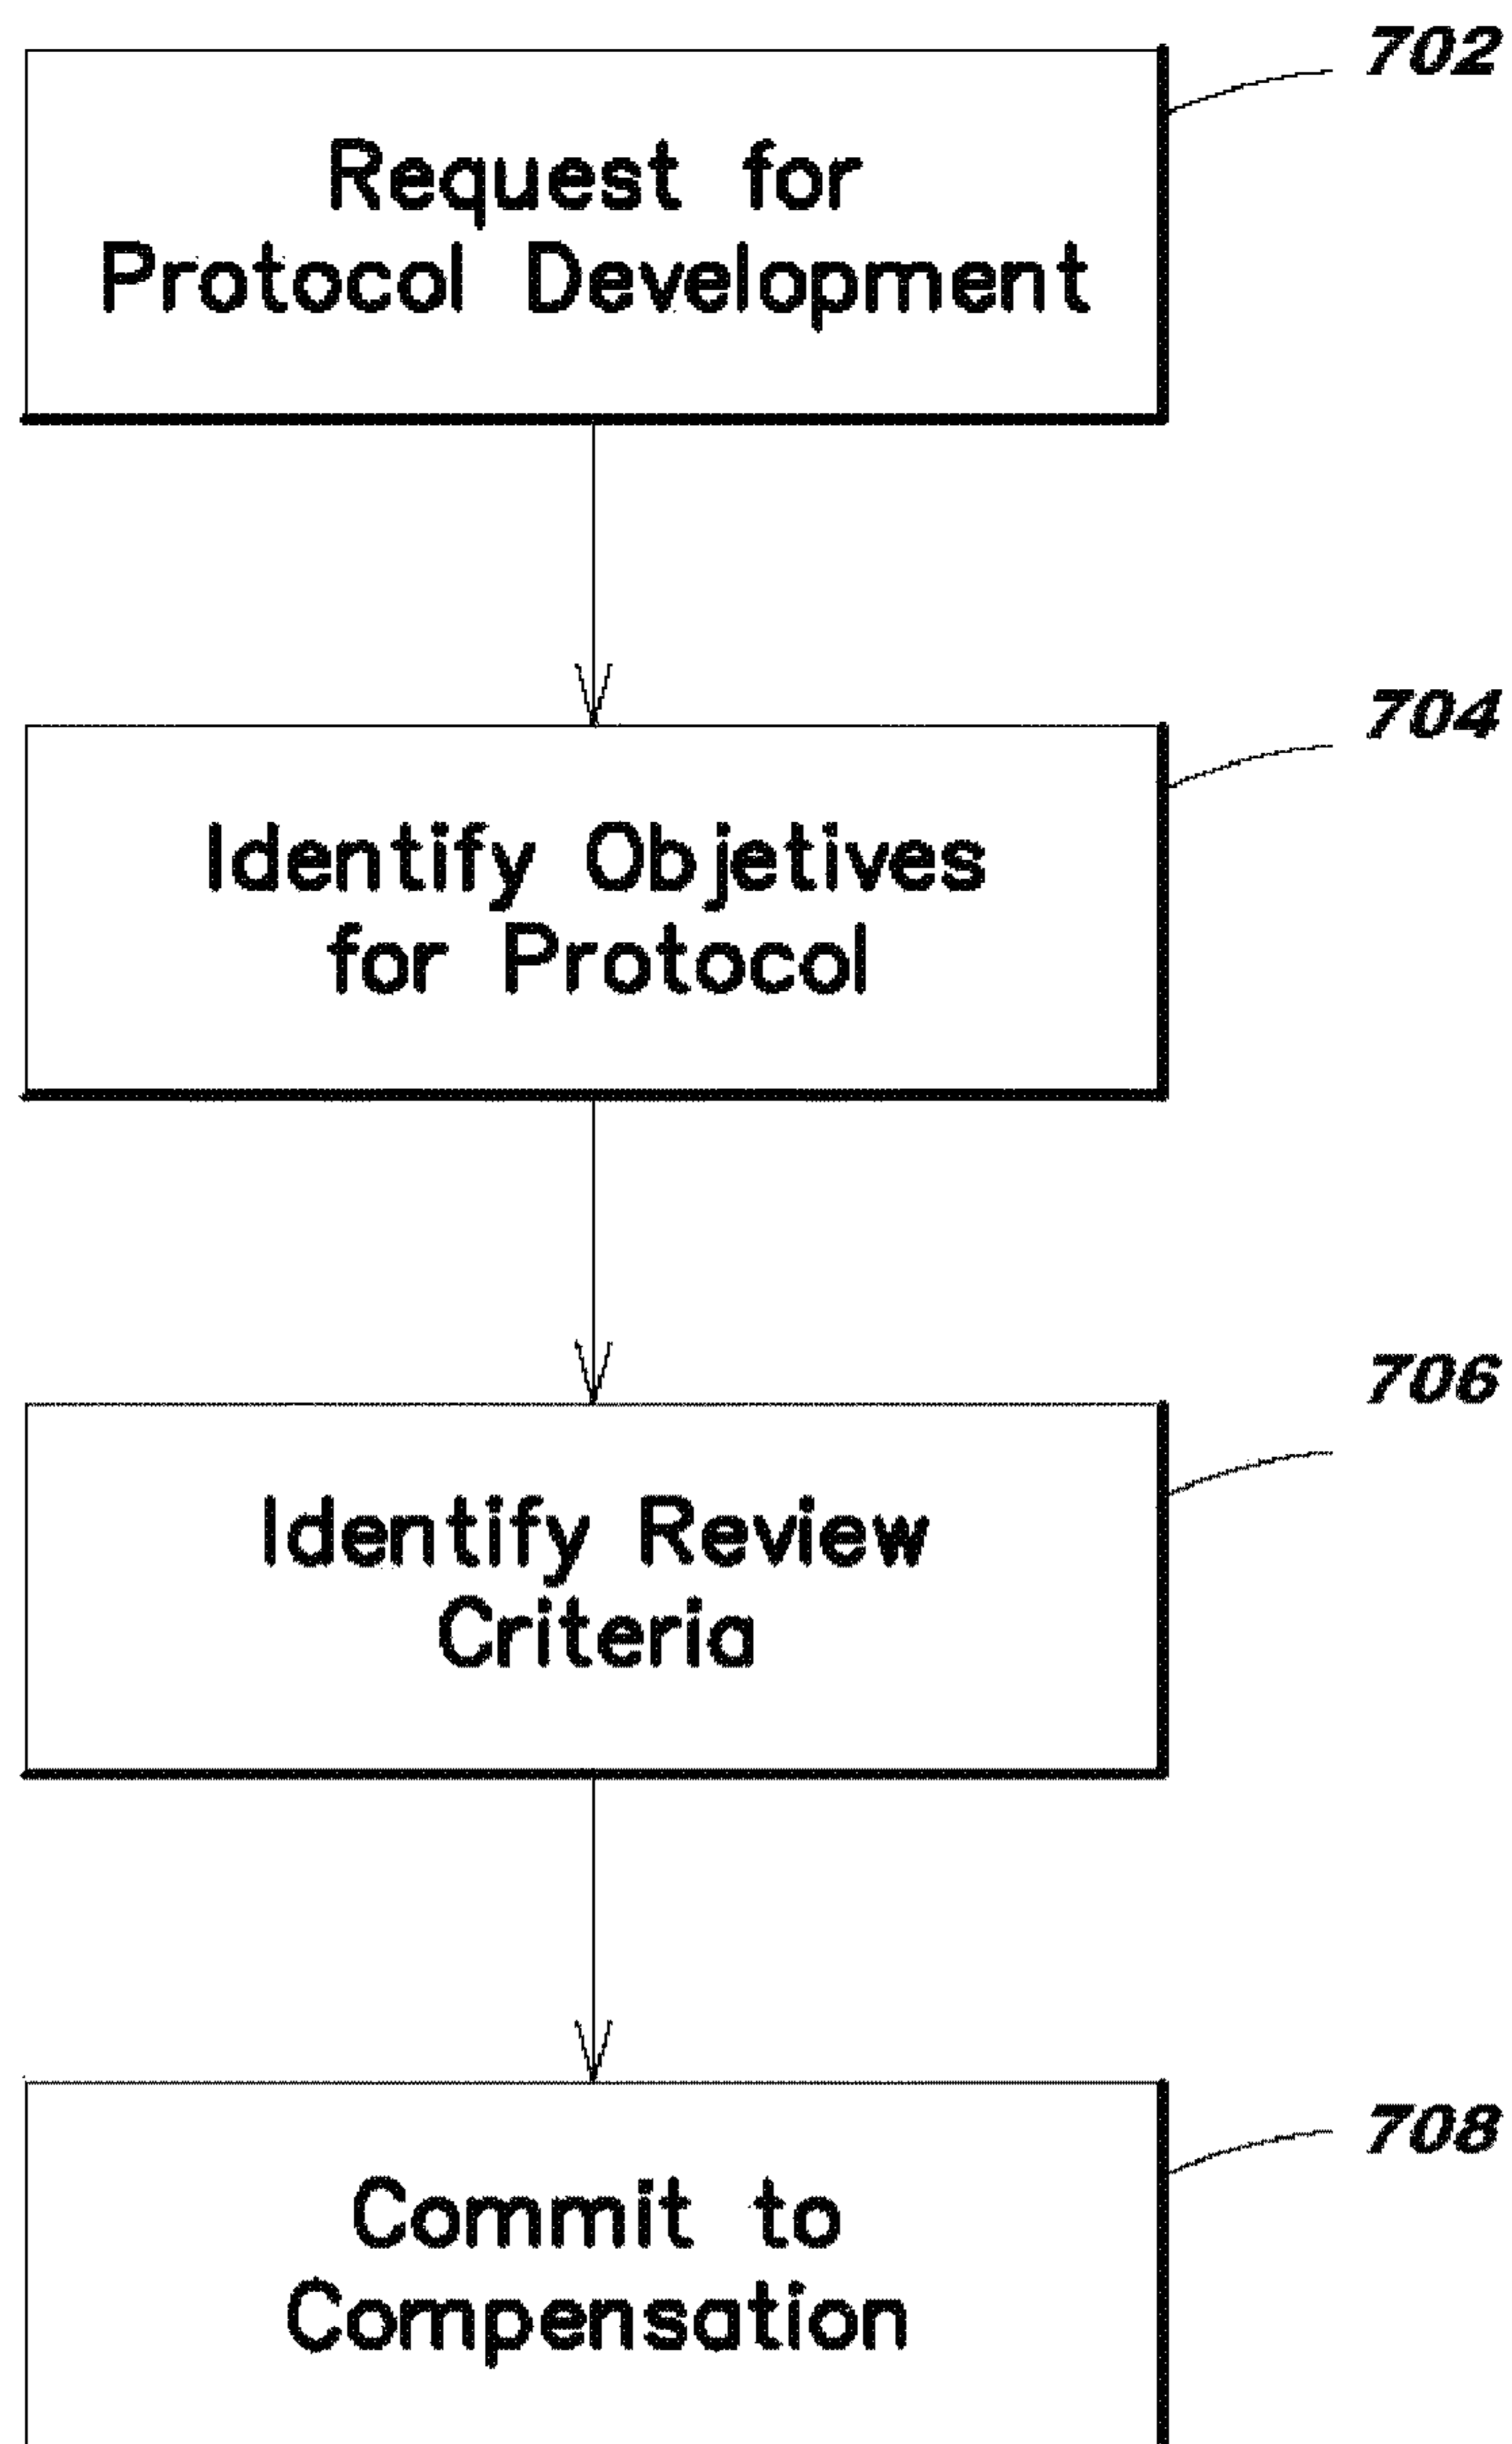 702
Request for
Protocol Development
704
Identify Objetives
for Protocol
706
Identify Review
Criteria
708
Commit to
Compensation